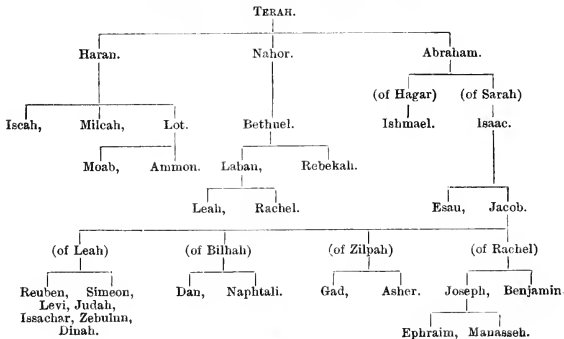 TERAH.
Haran. Nahor. Abraham.
(of Hagar) (of Sarah)
Iscah, Milcah, Lot. Bethuel. Ishmael. Isaac.
Moab, Ammon. Laban, Rebekah.
Leah, Rachel. Esau, Jacob.
(of Leah) (of Bilhah) (of Zilpah) (of Rachel)
Reuben, Simeon, Dan, Naphtali. Gad, Asher. Joseph, Benjamin.
Levi, Judah,
Issachar, Zebulun,
Dinah.
Ephraim, Manasseh.